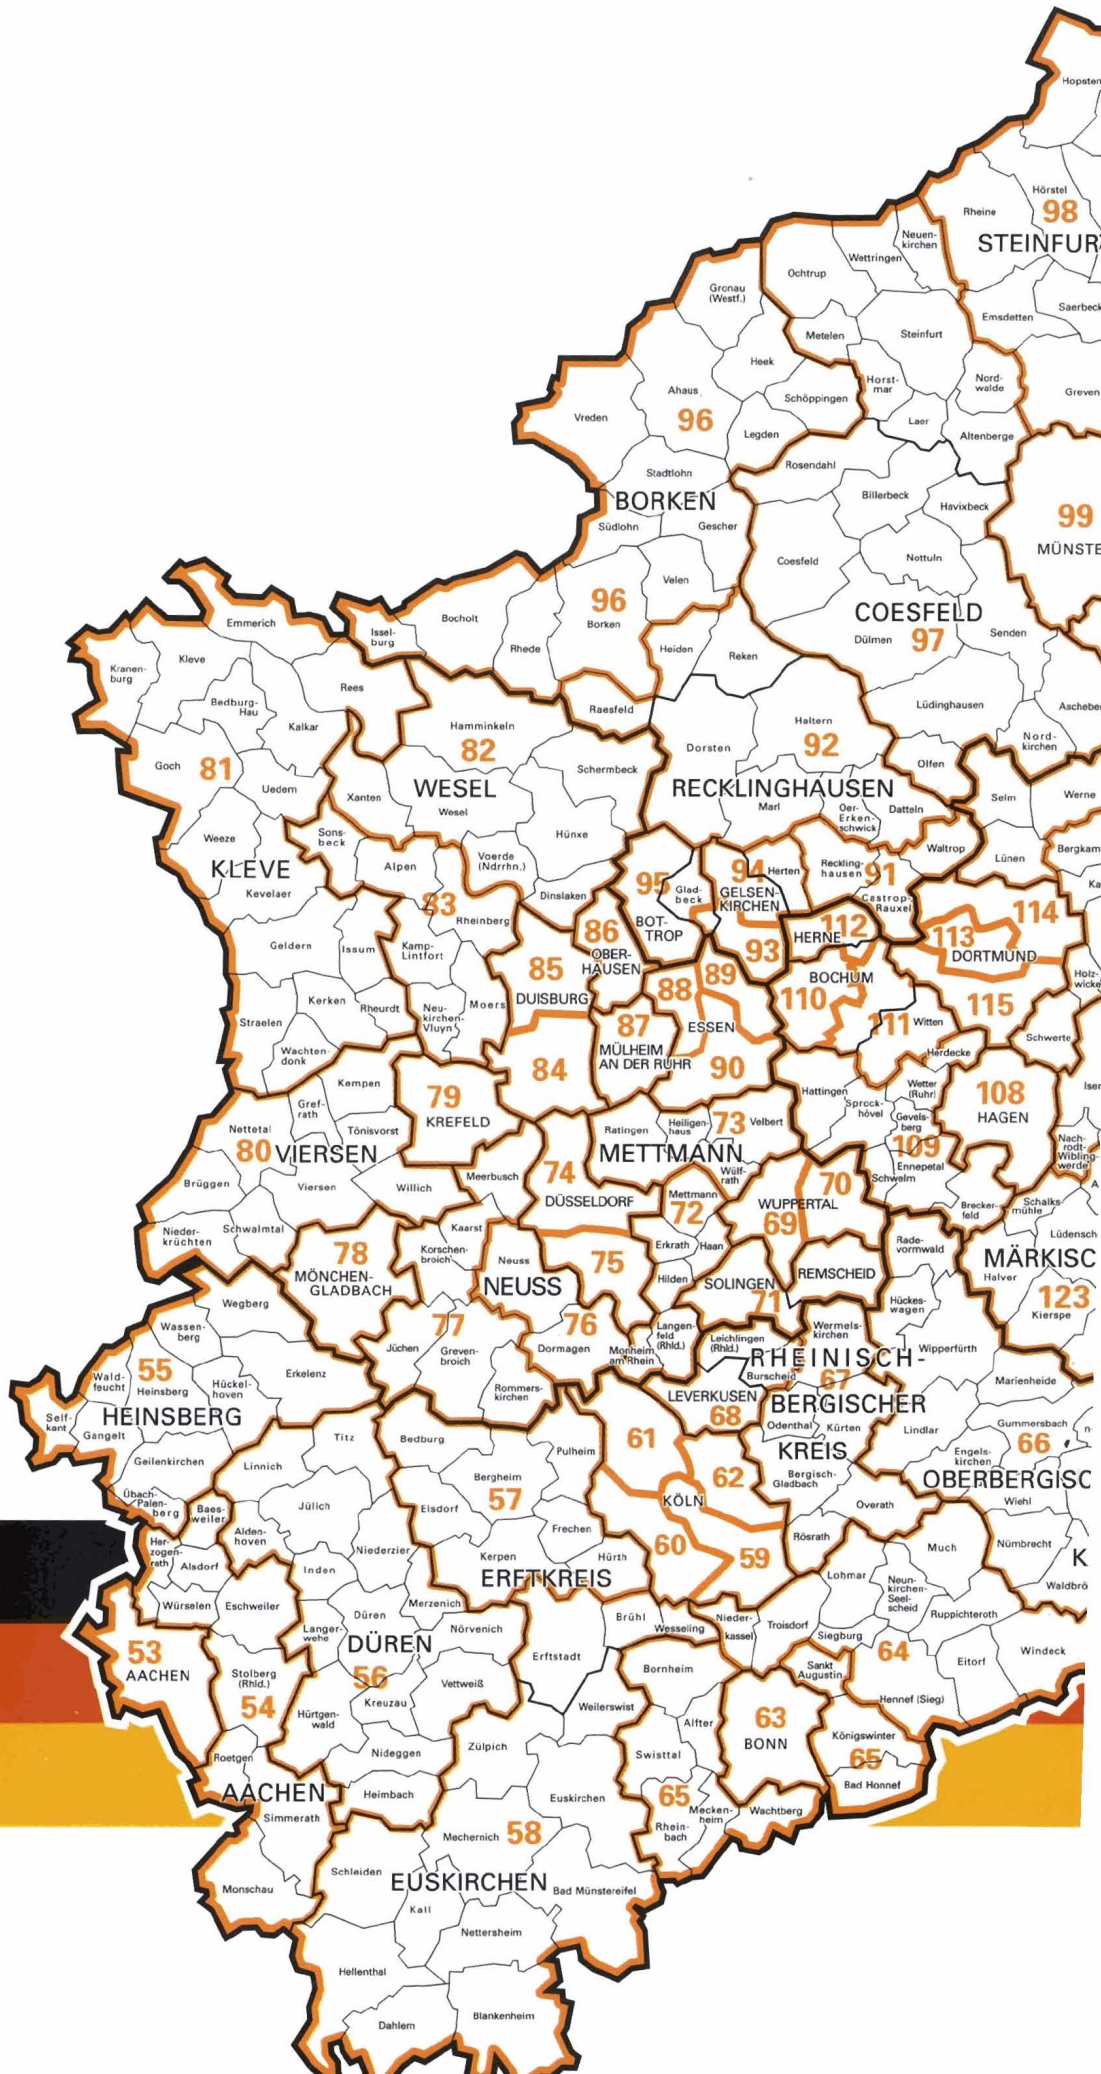 Hopsten
Hörstel
Rheine
98
STEINFUR
Neuen-
kirchen
Wettringen
Ochtrup
Gronau
(Westf.)
Saerbeck
Emsdetten
Metelen
Steinfurt
Heek
Horst-
mar
Nord-
walde
Ahaus
Schöppingen
Greven
Vreden
96
Laer
Legden
Altenberge
Rosendahl
Stadtlohn
BORKEN
Billerbeck
Havixbeck
99
MÜNSTE
Südlohn
Gescher
Coesfeld
Nottuln
Velen
96
Borken
COESFELD
97
Dülmen
Senden
Emmerich
Bocholt
Issel-
burg
Rhede
Heiden
Reken
Kleve
Kranen-
burg
Rees
Bedburg-
Hau
Kalkar
Raesfeld
Lüdinghausen
Aschebe
Hamminkeln
82
Haltern
92
Dorsten
Nord-
kirchen
Goch
81
Uedem
Schermbeck
Olfen
WESEL
RECKLINGHAUSEN
Xanten
Wesel
Marl
Oer-
Erken-
schwick
Datteln
Selm
Werne
Weeze
Sons-
beck
Hünxe
Waltrop
Bergkam
KLEVE
Alpen
Voerde
(Ndrrhn.)
Lünen
Kevelaer
95
Glad-
beck
94
Herten
GELSEN-
KIRCHEN
Reckling-
hausen
91
Castrop-
Rauxel
Ka
83
Dinslaken
Rheinberg
BOT-
TROP
114
Geldern
Issum
Kamp-
Lintfort
86
OBER-
HAUSEN
93
HERNE
112
113
DORTMUND
85
DUISBURG
89
88
BOCHUM
110
Holz-
wicke
Kerken
Rheurdt
Neu-
kirchen-
Vluyn
Moers
87
ESSEN
111
Witten
115
Straelen
Wachten-
donk
MÜLHEIM
AN DER RUHR
Herdecke
Schwerte
84
90
Kempen
79
KREFELD
Hattingen
Wetter
(Ruhr)
108
HAGEN
Iser
Gref-
rath
Sprock-
hövel
Gevels-
berg
Nettetal
Tönisvorst
Ratingen
Heiligen-
haus
73
Velbert
80
VIERSEN
METTMANN
109
Ennepetal
Nach-
rodt-
Wibling-
werde
Brüggen
Viersen
Willich
Meerbusch
74
DÜSSELDORF
Wülf-
rath
Mettmann
72
70
WUPPERTAL
69
Schwelm
Brecker-
feld
Schalks-
mühle
A
Nieder-
krüchten
Schwalmtal
Kaarst
Korschen-
broich
Neuss
Erkrath
Haan
Rade-
vormwald
Lüdensch
78
MÖNCHEN-
GLADBACH
NEUSS
75
Hilden
SOLINGEN
71
REMSCHEID
MÄRKISC
Halver
123
Kierspe
Wegberg
Hückes-
wagen
Wassen-
berg
77
76
Langen-
feld
(Rhld.)
Leichlingen
(Rhld.)
Wermels-
kirchen
Jüchen
Greven-
broich
Dormagen
Monheim
am Rhein
RHEINISCH-
Wipperfürth
55
Wald-
feucht
Heinsberg
Hückel-
hoven
Erkelenz
Rommers-
kirchen
Burscheid
67
Marienheide
LEVERKUSEN
68
BERGISCHER
HEINSBERG
Self-
kant
Gangelt
Titz
Bedburg
61
Odenthal
Kürten
Lindlar
Gummersbach
66
n-
Pulheim
KREIS
Engels-
kirchen
Geilenkirchen
Linnich
Bergheim
62
Bergisch-
Gladbach
OBERBERGISC
Übach-
Palen-
berg
Baes-
weiler
Jülich
57
Elsdorf
KÖLN
Overath
Wiehl
Alden-
hoven
Frechen
Rösrath
Her-
zogen-
rath
Alsdorf
Niederzier
60
59
Much
Nümbrecht
K
Inden
Kerpen
Hürth
Lohmar
Neun-
kirchen-
Seel-
scheid
ERFTKREIS
Waldbrö
Würselen
Eschweiler
Düren
Merzenich
Brühl
Wesseling
Nieder-
kassel
Troisdorf
Ruppichteroth
Langer-
wehe
DÜREN
Nörvenich
Siegburg
64
53
AACHEN
Erftstadt
Eitorf
Windeck
Stolberg
(Rhld.)
54
56
Kreuzau
Vettweiß
Bornheim
Sankt
Augustin
Hürtgen-
wald
Weilerswist
63
BONN
Hennef (Sieg)
Alfter
Königswinter
65
Bad Honnef
Roetgen
Nideggen
Zülpich
Swisttal
AACHEN
Heimbach
Euskirchen
65
Mecken-
heim
Wachtberg
Simmerath
Mechernich
58
Rhein-
bach
Schleiden
EUSKIRCHEN
Monschau
Bad Münstereifel
Kall
Nettersheim
Hellenthal
Blankenheim
Dahlem